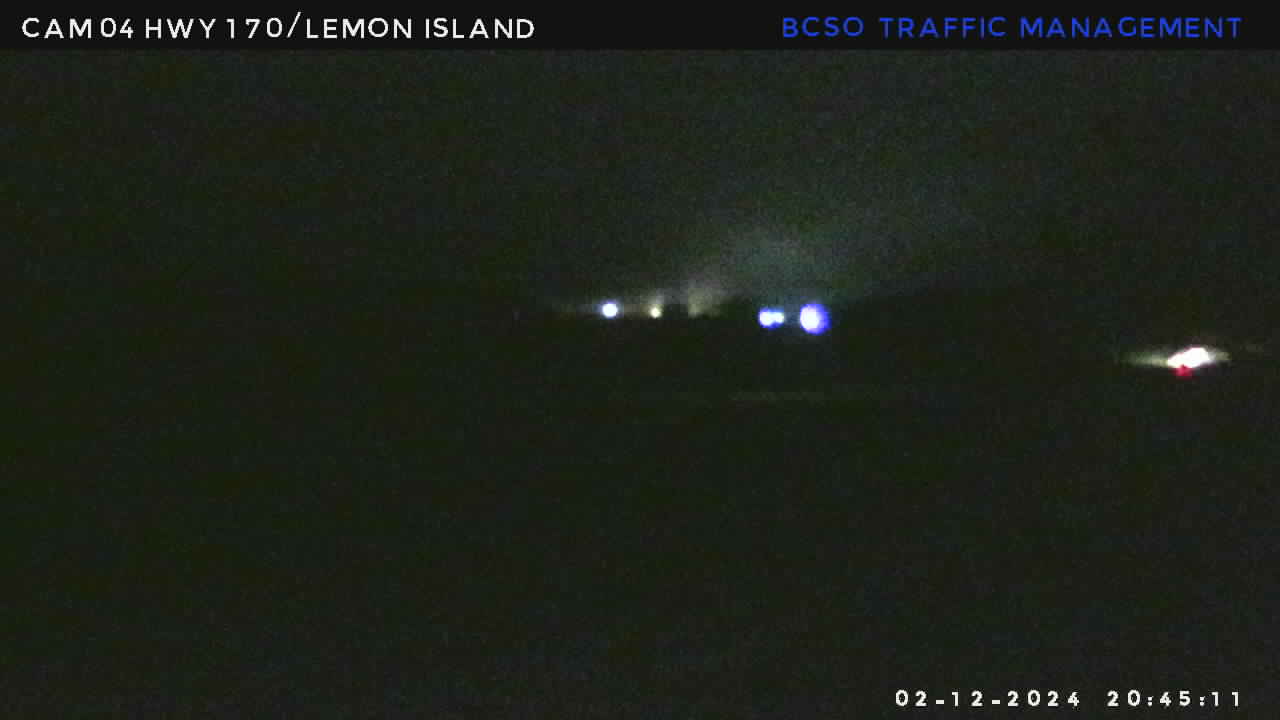 CAM04 HWY 170/LEMON ISLAND
BCSO TRAFFIC MANAGEMENT
02-12-2024 20:45:11